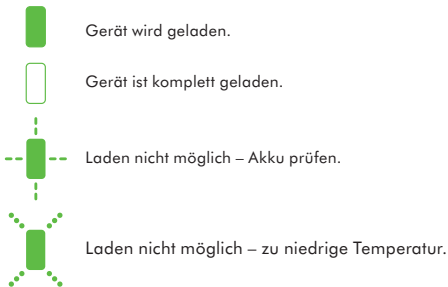 Gerät wird geladen.
Gerät ist komplett geladen.
Laden nicht möglich – Akku prüfen.
Laden nicht möglich – zu niedrige Temperatur.